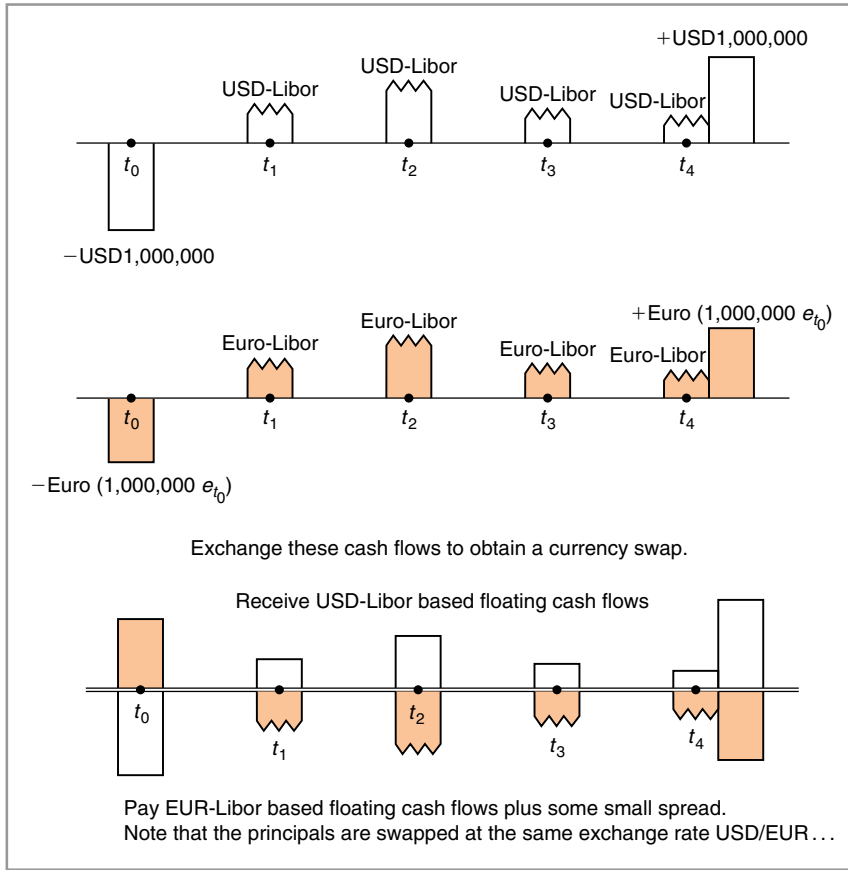 +USD1,000,000
USD-Libor
USD-Libor
USD-Libor
USD-Libor
t0
t1
t2
t3
t4
−USD1,000,000
+Euro (1,000,000 et0)
Euro-Libor
Euro-Libor
Euro-Libor
Euro-Libor
t0
t1
t2
t3
t4
−Euro (1,000,000 et0)
Exchange these cash flows to obtain a currency swap.
Receive USD-Libor based floating cash flows
t0
t1
t2
t3
t4
Pay EUR-Libor based floating cash flows plus some small spread.
Note that the principals are swapped at the same exchange rate USD/EUR...